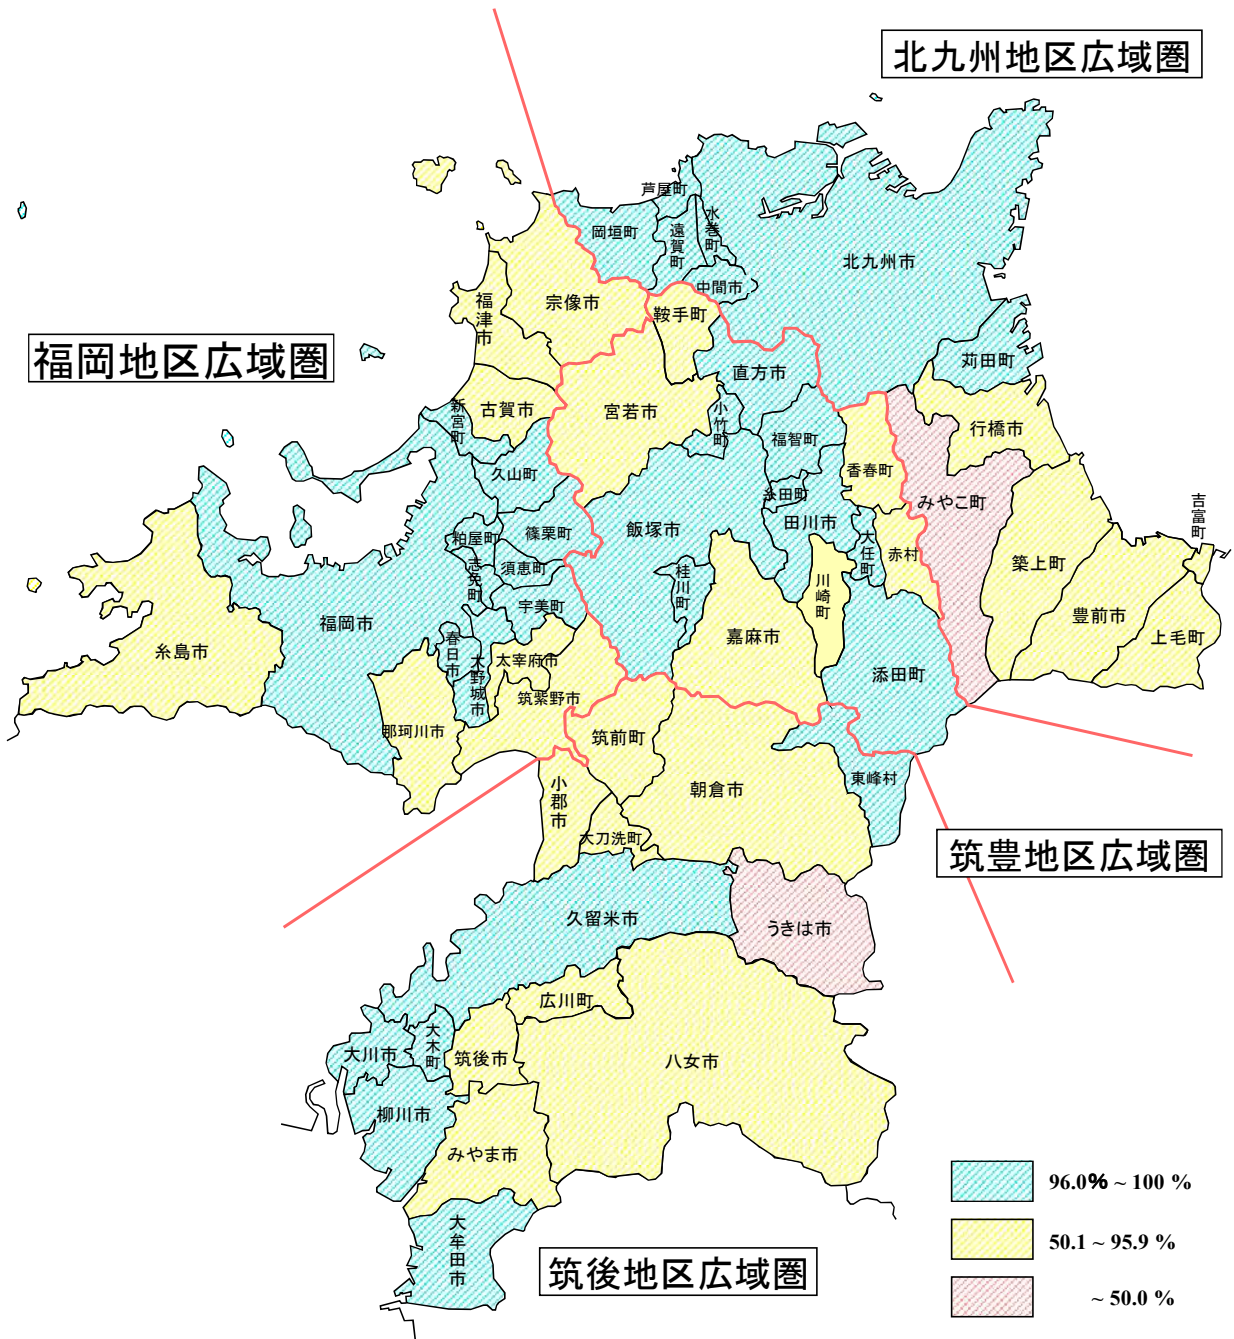 北九州地区広域圏
芦屋町
岡垣町
遠賀町
水巻町
北九州市
中間市
宗像市
福津市
鞍手町
福岡地区広域圏
苅田町
直方市
古賀市
新宮町
宮若市
小竹町
行橋市
福智町
久山町
香春町
みやこ町
糸田町
吉富町
飯塚市
田川市
粕屋町
篠栗町
大任町
赤村
築上町
志免町
須恵町
桂川町
川崎町
宇美町
豊前市
福岡市
嘉麻市
上毛町
糸島市
春日市
大野城市
太宰府市
添田町
筑紫野市
那珂川市
筑前町
東峰村
朝倉市
小郡市
大刀洗町
筑豊地区広域圏
久留米市
うきは市
広川町
大川市
大木町
筑後市
八女市
柳川市
みやま市
大牟田市
筑後地区広域圏
96.0% ~ 100 %
50.1 ~ 95.9 %
~ 50.0 %